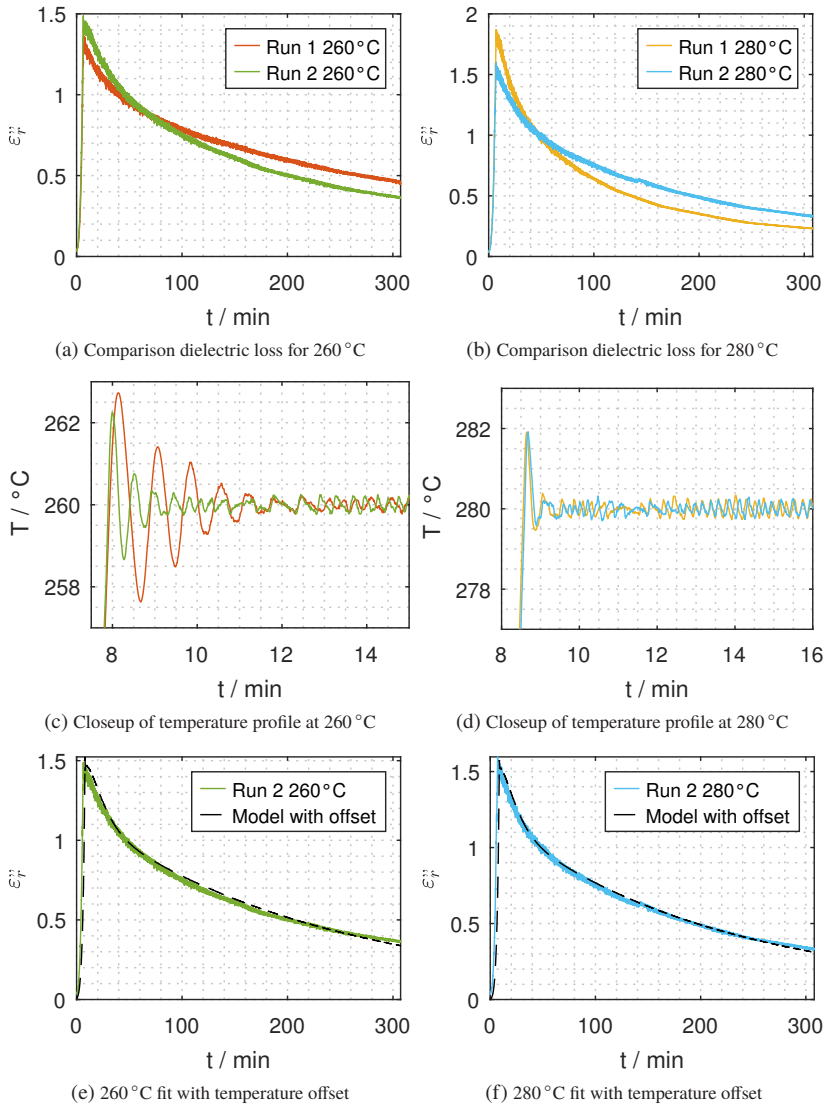 1.5
1
0.5
0
ε''r
Run 1 260°C
Run 2 260°C
0 100 200 300
t / min
(a) Comparison dielectric loss for 260°C
2
1.5
1
0.5
0
ε''r
Run 1 280°C
Run 2 280°C
0 100 200 300
t / min
(b) Comparison dielectric loss for 280°C
262
260
258
T / °C
8 9 10 11 12 13 14 15
t / min
(c) Closeup of temperature profile at 260°C
282
280
278
T / °C
8 10 12 14 16
t / min
(d) Closeup of temperature profile at 280°C
1.5
1
0.5
0
ε''r
Run 2 260°C
Model with offset
0 100 200 300
t / min
(e) 260°C fit with temperature offset
1.5
1
0.5
0
ε''r
Run 2 280°C
Model with offset
0 100 200 300
t / min
(f) 280°C fit with temperature offset